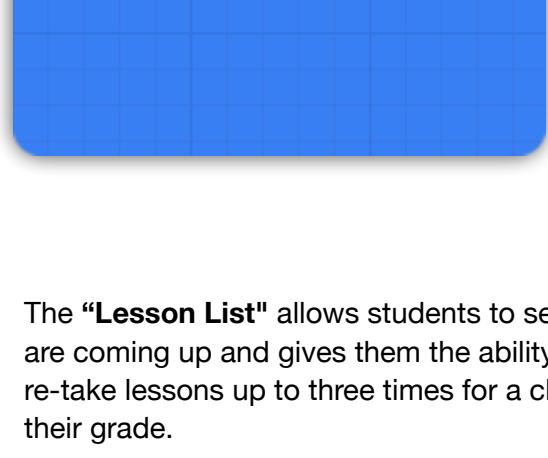 The “Lesson List" allows students to se
are coming up and gives them the ability
re-take lessons up to three times for a c
their grade.